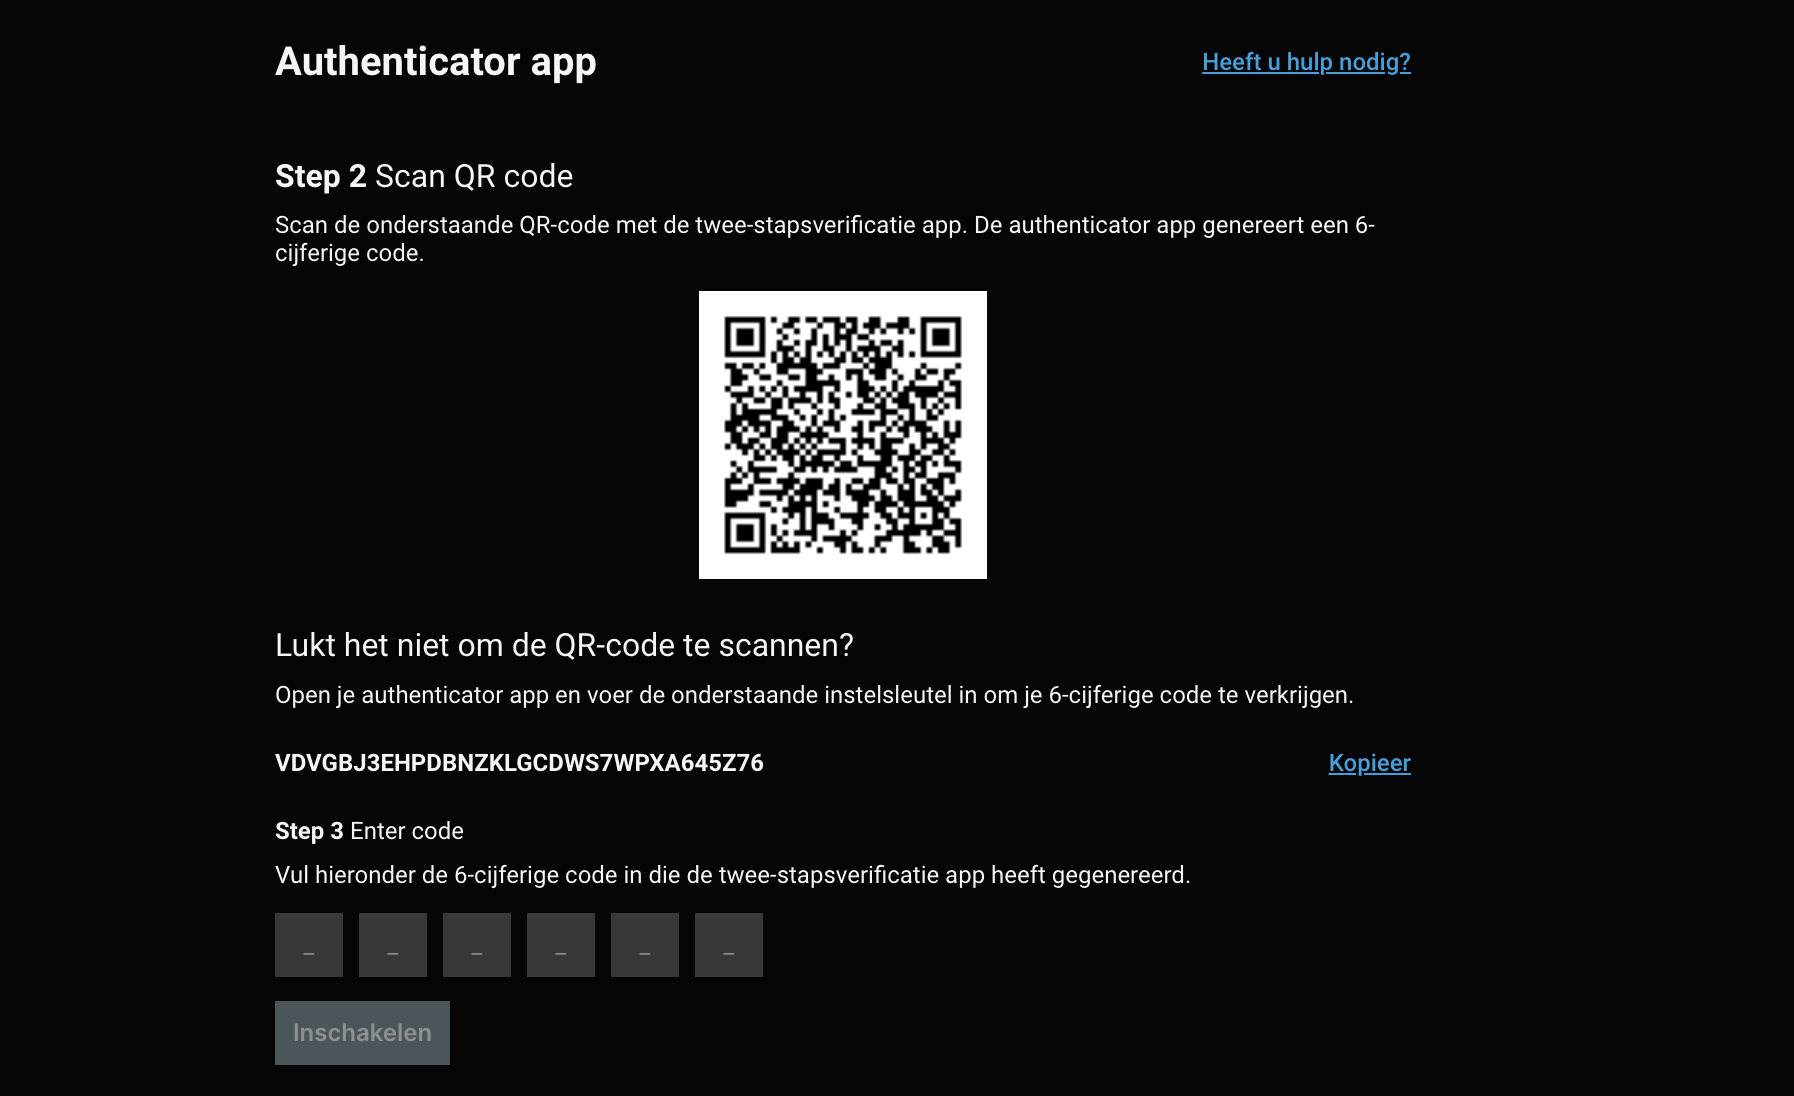 Authenticator app
Heeft u hulp nodig?
Step 2 Scan QR code
Scan de onderstaande QR-code met de twee-stapsverificatie app. De authenticator app genereert een 6-
cijferige code.
Lukt het niet om de QR-code te scannen?
Open je authenticator app en voer de onderstaande instelsleutel in om je 6-cijferige code te verkrijgen.
VDVGBJ3EHPDBNZKLGCDWS7WPXA645Z76
Kopieer
Step 3 Enter code
Vul hieronder de 6-cijferige code in die de twee-stapsverificatie app heeft gegenereerd.
_ _ _ _ _ _
Inschakelen